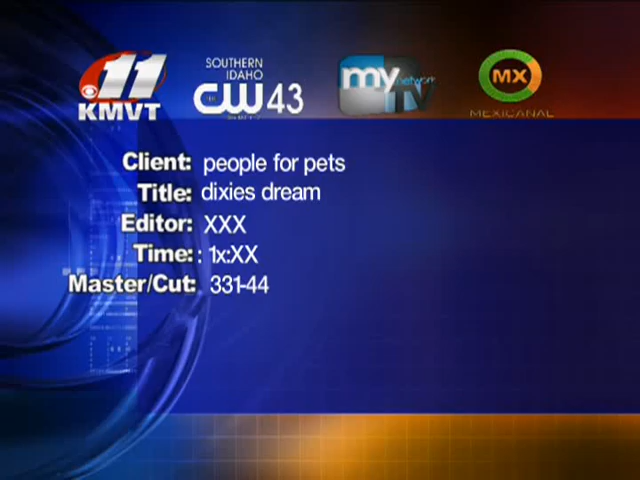 11
KMVT
SOUTHERN
IDAHO
CW 43
my network
TV
MX
MEXICANAL
Client: people for pets
Title: dixies dream
Editor: XXX
Time: : 1x:XX
Master/Cut: 331-44